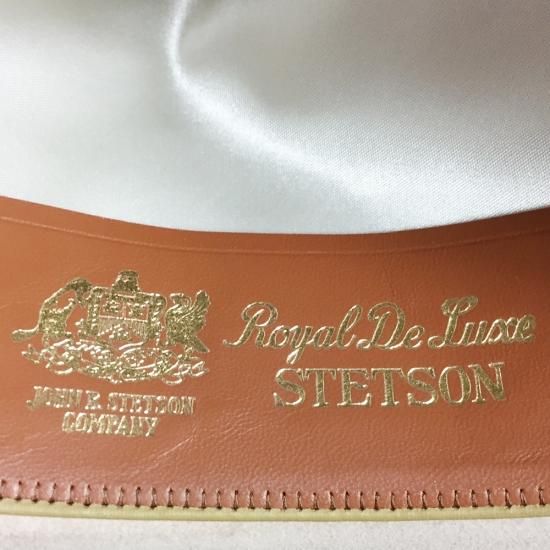 JOHN B. STETSON
COMPANY
Royal De Luxe
STETSON